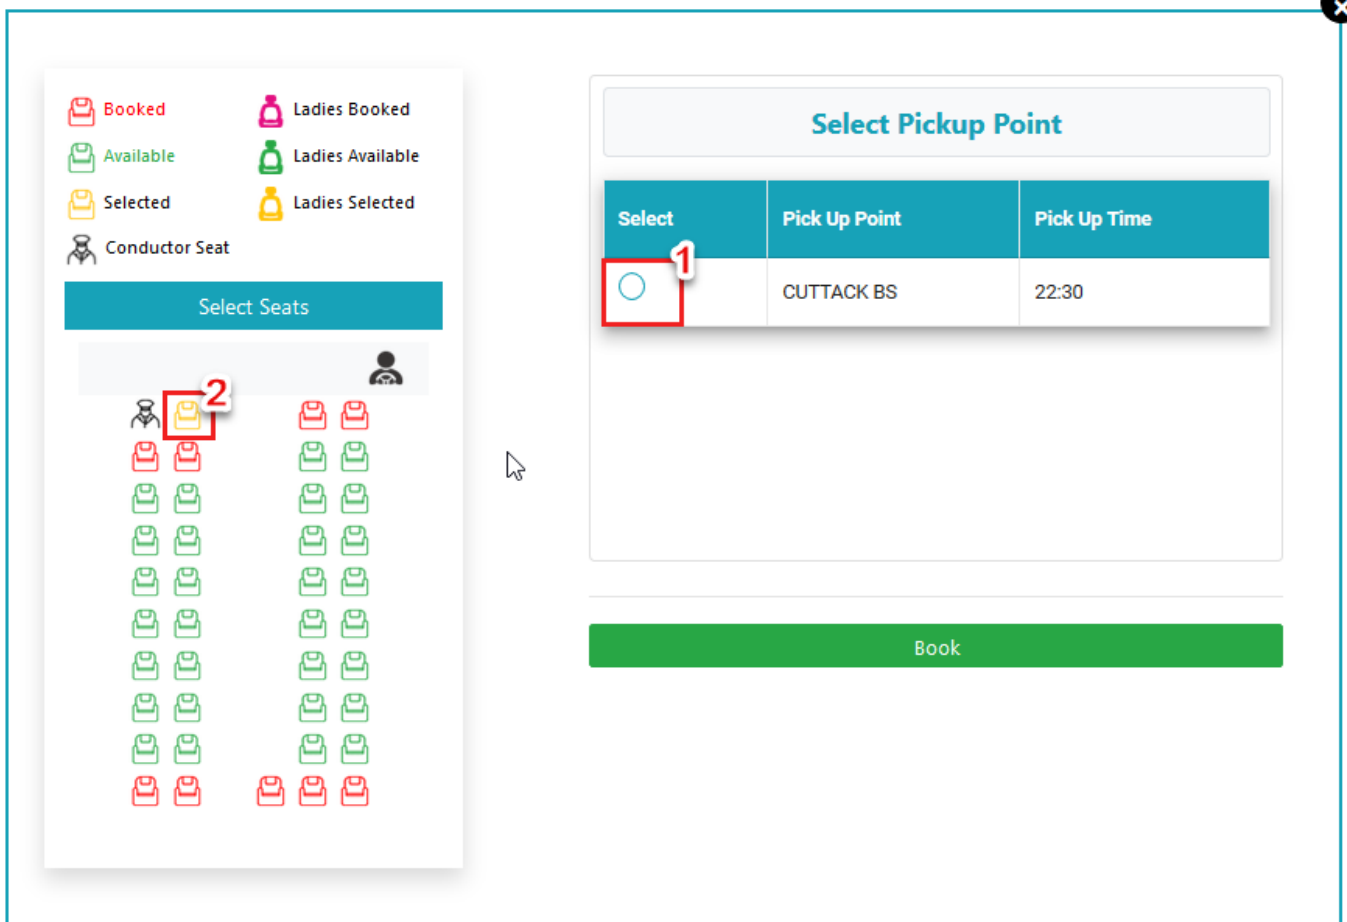 Booked
Ladies Booked
Available
Ladies Available
Selected
Ladies Selected
Conductor Seat
Select Seats
2
Select Pickup Point
Select
Pick Up Point
Pick Up Time
1
CUTTACK BS
22:30
Book